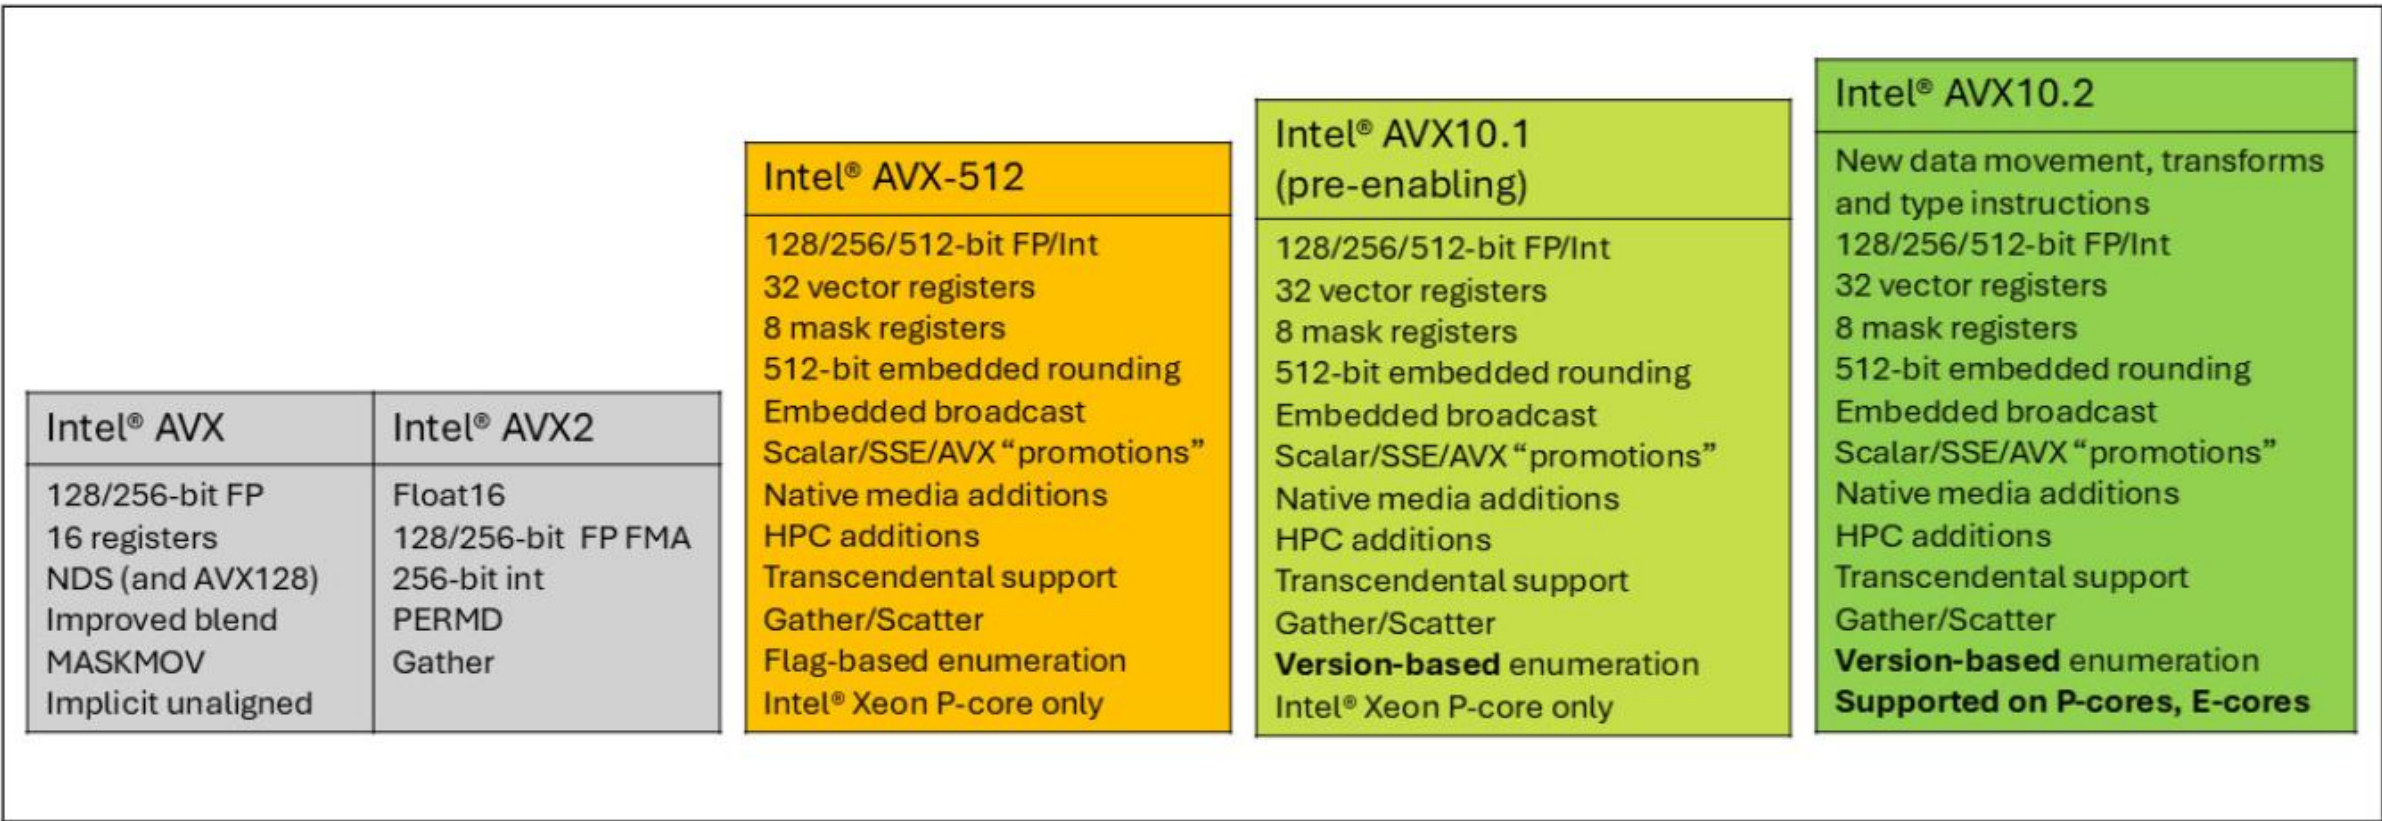 Intel® AVX
128/256-bit FP
16 registers
NDS (and AVX128)
Improved blend
MASKMOV
Implicit unaligned
Intel® AVX2
Float16
128/256-bit FP FMA
256-bit int
PERMD
Gather
Intel® AVX-512
128/256/512-bit FP/Int
32 vector registers
8 mask registers
512-bit embedded rounding
Embedded broadcast
Scalar/SSE/AVX “promotions”
Native media additions
HPC additions
Transcendental support
Gather/Scatter
Flag-based enumeration
Intel® Xeon P-core only
Intel® AVX10.1
(pre-enabling)
128/256/512-bit FP/Int
32 vector registers
8 mask registers
512-bit embedded rounding
Embedded broadcast
Scalar/SSE/AVX “promotions”
Native media additions
HPC additions
Transcendental support
Gather/Scatter
Version-based enumeration
Intel® Xeon P-core only
Intel® AVX10.2
New data movement, transforms
and type instructions
128/256/512-bit FP/Int
32 vector registers
8 mask registers
512-bit embedded rounding
Embedded broadcast
Scalar/SSE/AVX “promotions”
Native media additions
HPC additions
Transcendental support
Gather/Scatter
Version-based enumeration
Supported on P-cores, E-cores